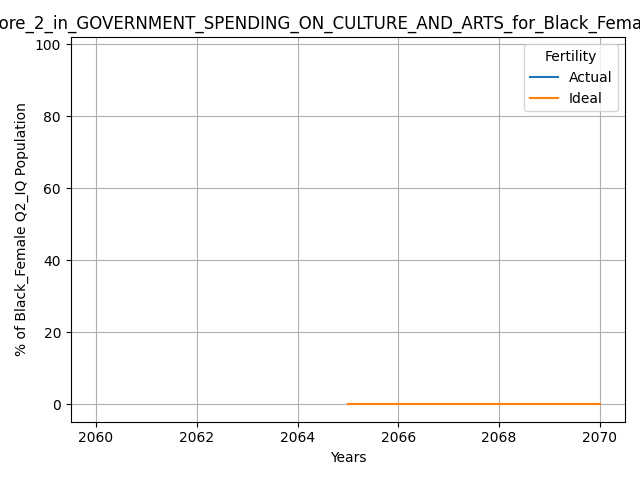 ore_2_in_GOVERNMENT_SPENDING_ON_CULTURE_AND_ARTS_for_Black_Fema
Fertility
Actual
Ideal
100
80
60
40
20
0
% of Black_Female Q2_IQ Population
2060 2062 2064 2066 2068 2070
Years